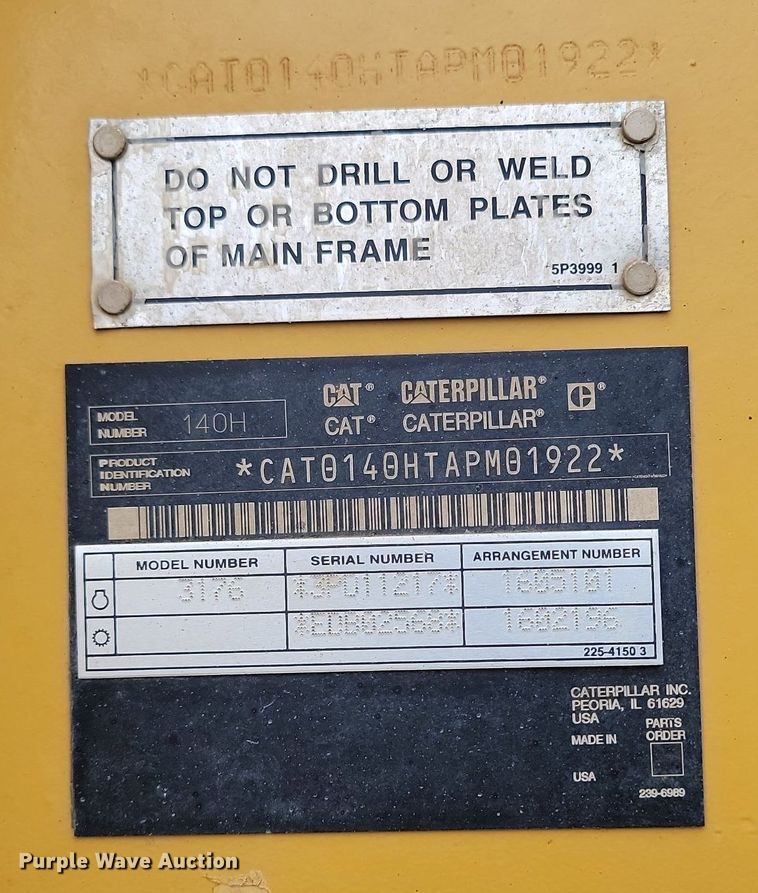 *CAT0140HTAPM01922*
DO NOT DRILL OR WELD
TOP OR BOTTOM PLATES
OF MAIN FRAME
5P3999 1
CAT® CATERPILLAR® C®
CAT® CATERPILLAR®
MODEL NUMBER 140H
PRODUCT IDENTIFICATION NUMBER *CAT0140HTAPM01922*
MODEL NUMBER SERIAL NUMBER ARRANGEMENT NUMBER
3176 1605101
1602196
225-4150 3
CATERPILLAR INC.
PEORIA, IL 61629
USA
PARTS ORDER
MADE IN
USA
239-6989
Purple Wave Auction